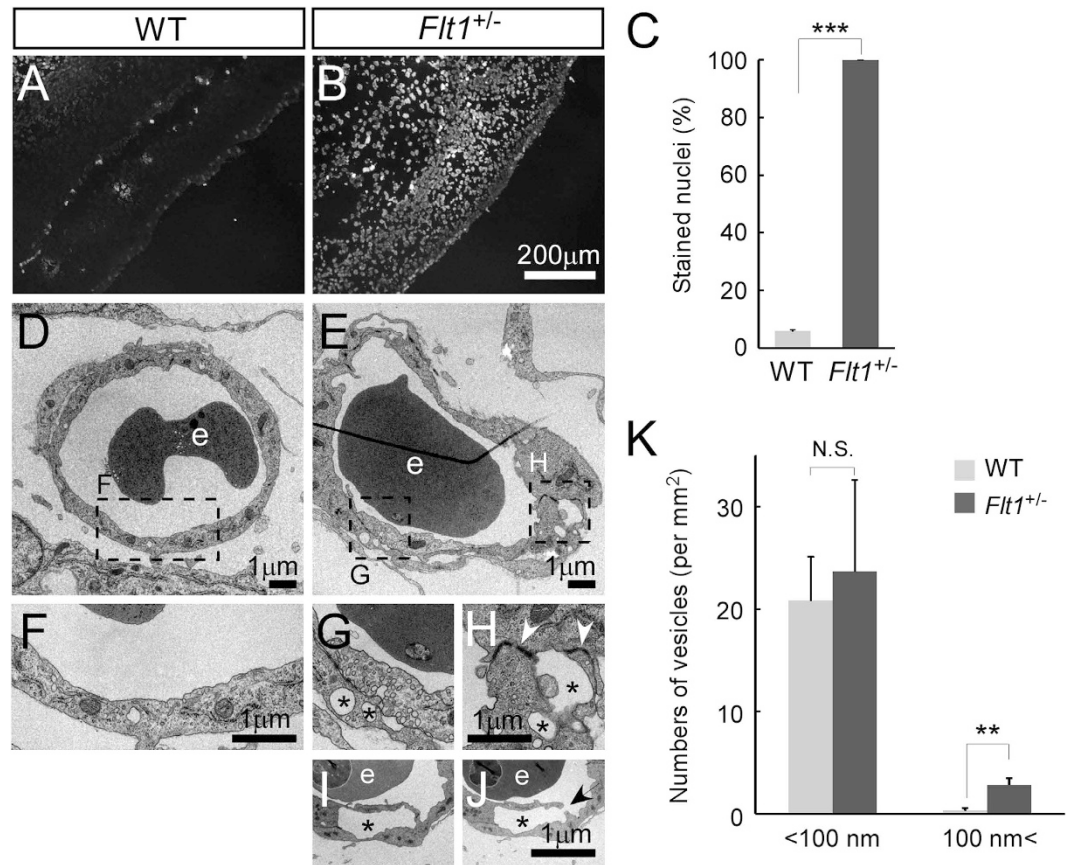 WT
Flt1+/-
A
B
200μm
C
***
Stained nuclei (%)
100
80
60
40
20
0
WT
Flt1+/-
D
e
F
1μm
E
e
H
G
1μm
F
1μm
G
*
*
H
*
*
1μm
I
e
*
J
e
*
1μm
K
N.S.
WT
Flt1+/-
Numbers of vesicles (per mm2)
30
20
10
0
**
<100 nm
100 nm<